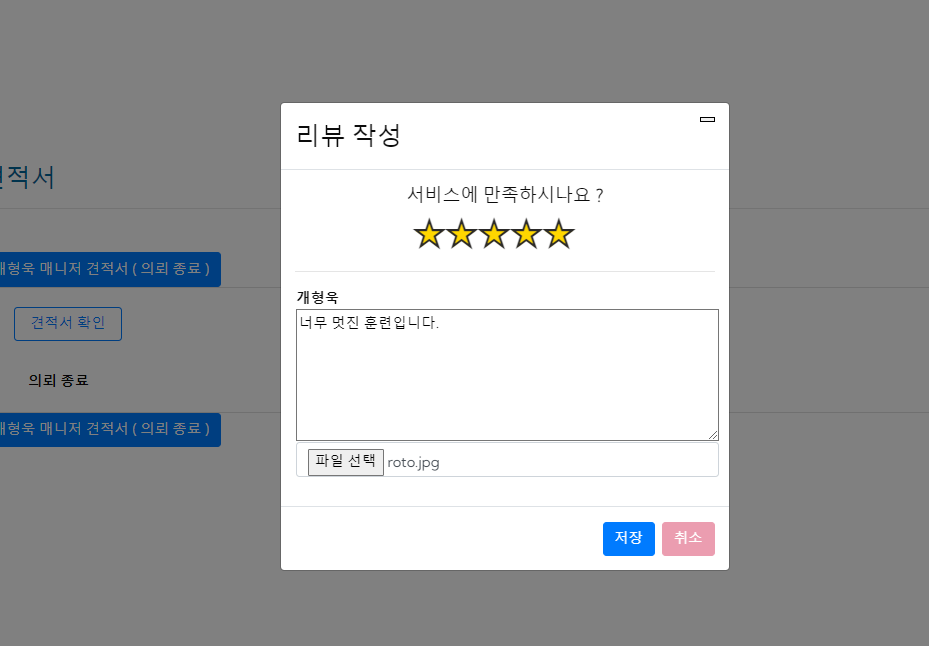 리뷰 작성
서비스에 만족하시나요 ?
개형욱
너무 멋진 훈련입니다.
파일 선택 roto.jpg
저장 취소
견적서
개형욱 매니저 견적서 ( 의뢰 종료 )
견적서 확인
의뢰 종료
개형욱 매니저 견적서 ( 의뢰 종료 )